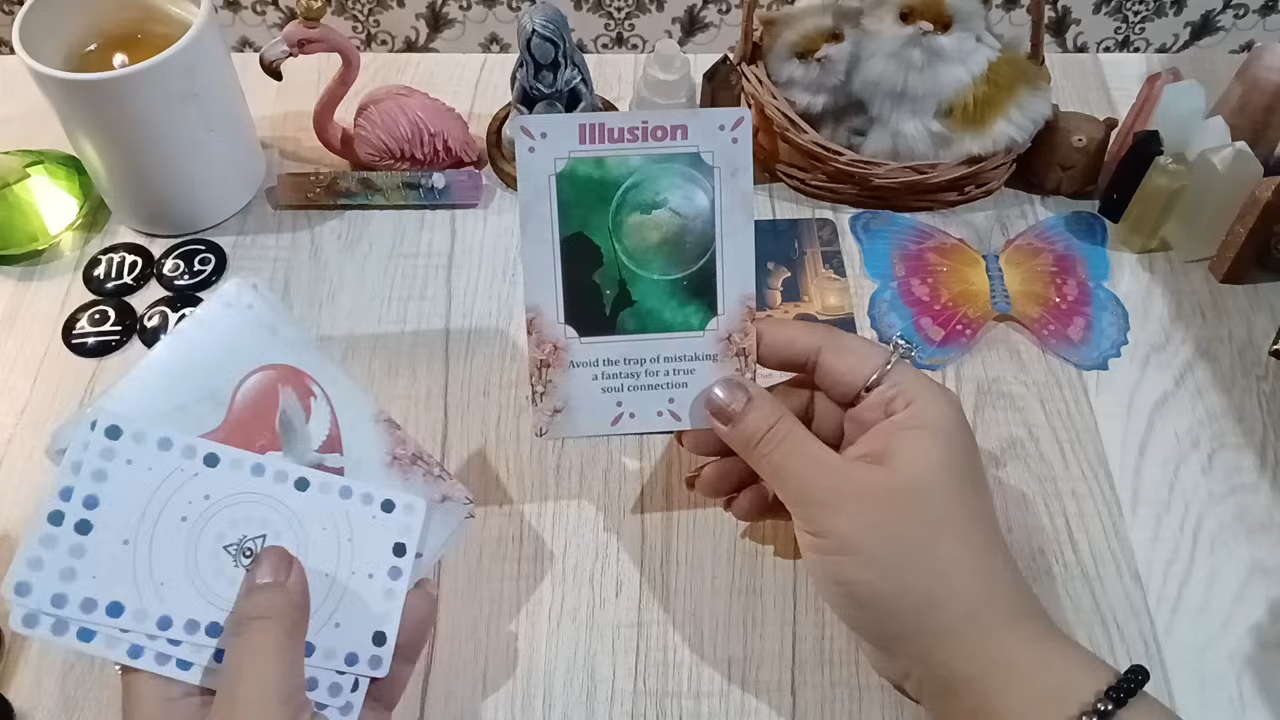 Illusion
Avoid the trap of mistaking
a fantasy for a true
soul connection